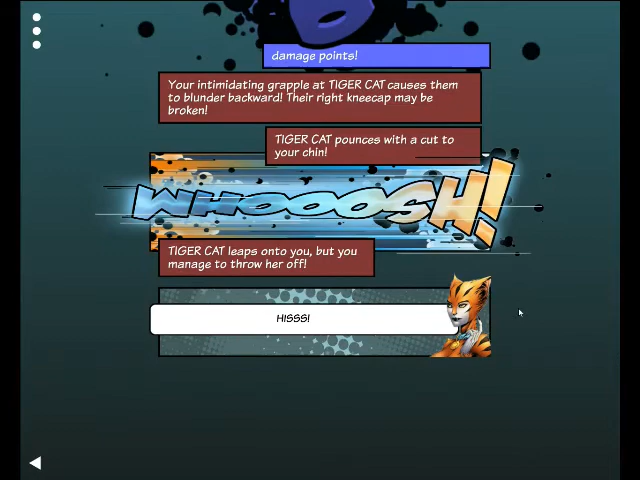 damage points!
Your intimidating grapple at TIGER CAT causes them
to blunder backward! Their right kneecap may be
broken!
TIGER CAT pounces with a cut to
your chin!
WHOOOSH!
TIGER CAT leaps onto you, but you
manage to throw her off!
HISSS!